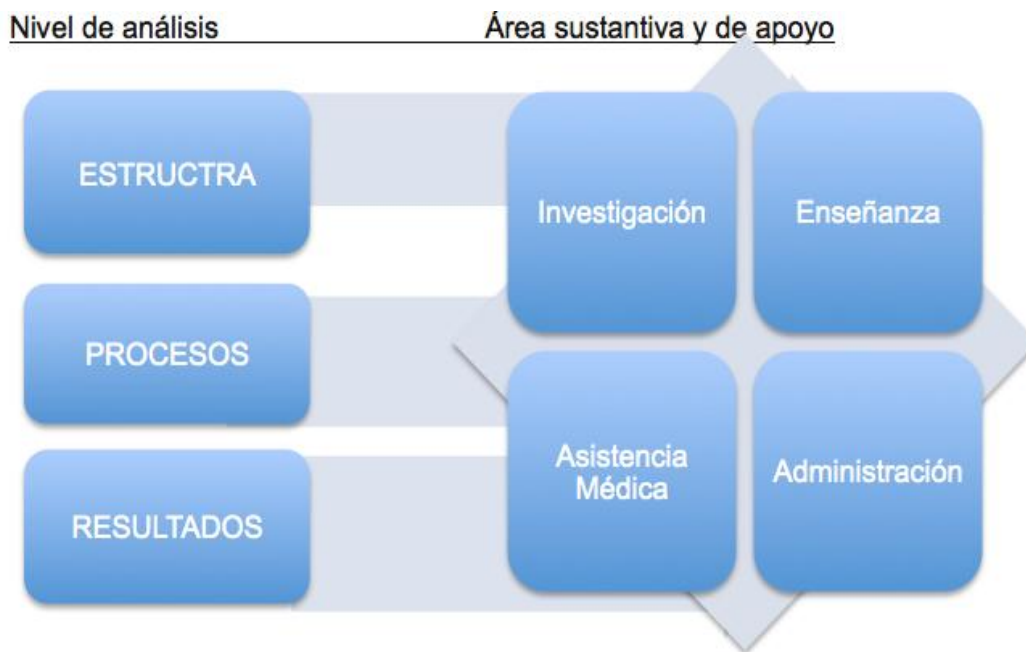 Nivel de análisis
Área sustantiva y de apoyo
ESTRUCTRA
PROCESOS
RESULTADOS
Investigación
Enseñanza
Asistencia
Médica
Administración